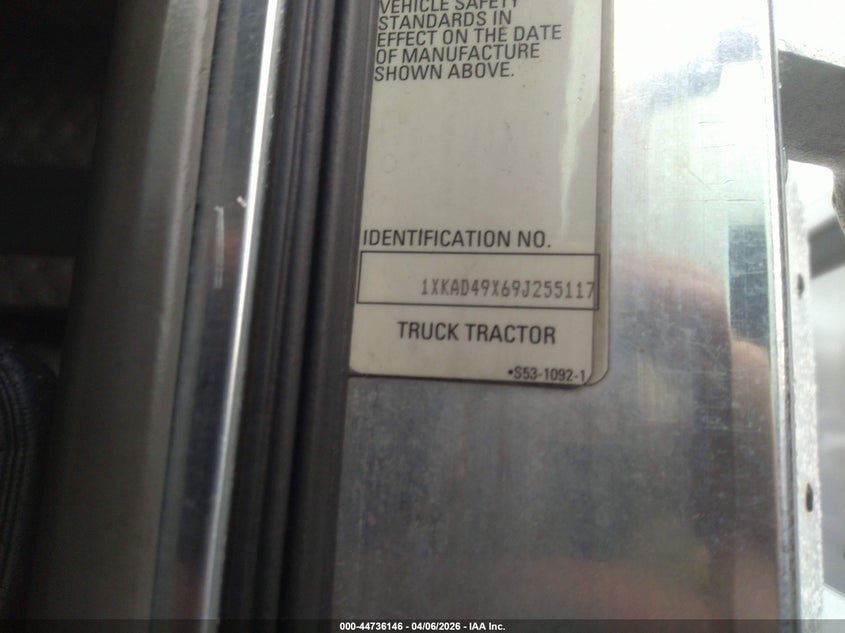 VEHICLE SAFETY
STANDARDS IN
EFFECT ON THE DATE
OF MANUFACTURE
SHOWN ABOVE.
IDENTIFICATION NO.
1XKAD49X69J255117
TRUCK TRACTOR
•S53-1092-1
000-44736146 - 04/06/2026 - IAA Inc.